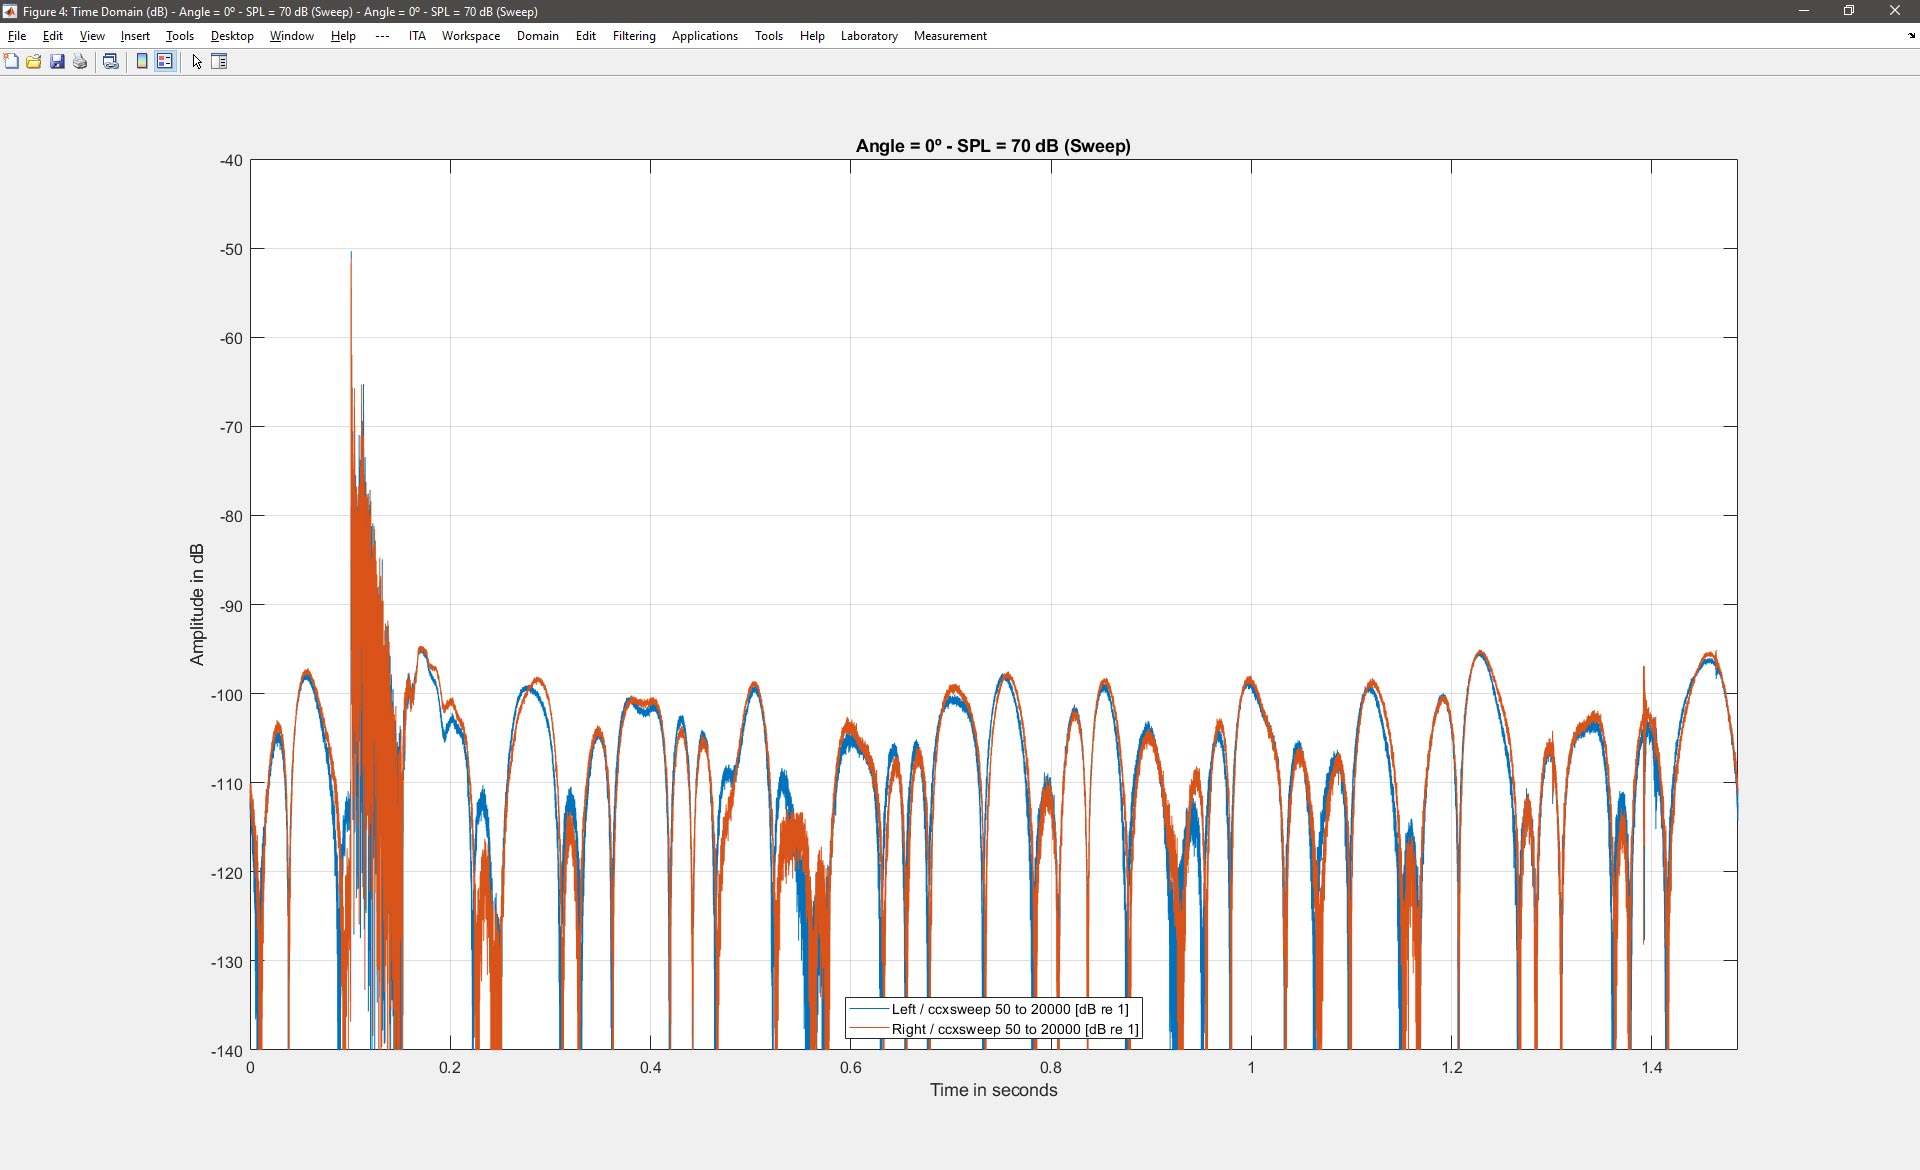 Figure 4: Time Domain (dB) - Angle = 0º - SPL = 70 dB (Sweep) - Angle = 0º - SPL = 70 dB (Sweep)
File Edit View Insert Tools Desktop Window Help --- ITA Workspace Domain Edit Filtering Applications Tools Help Laboratory Measurement
Angle = 0º - SPL = 70 dB (Sweep)
-40
-50
-60
-70
-80
-90
-100
-110
-120
-130
-140
Amplitude in dB
Left / ccxsweep 50 to 20000 [dB re 1]
Right / ccxsweep 50 to 20000 [dB re 1]
0 0.2 0.4 0.6 0.8 1 1.2 1.4
Time in seconds